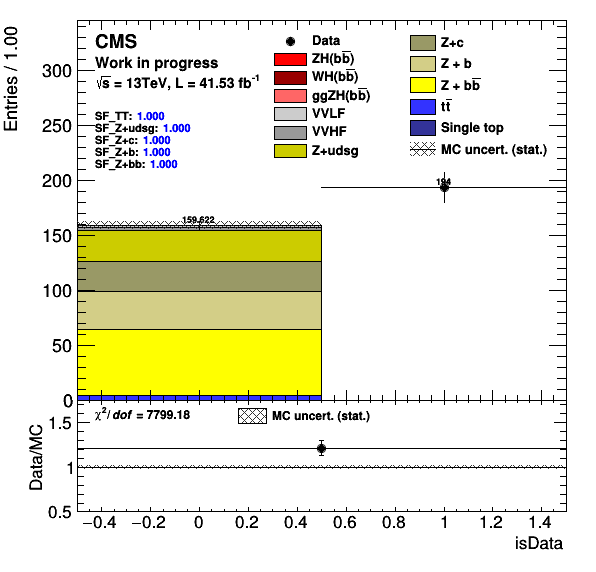 CMS
Work in progress
√s = 13TeV, L = 41.53 fb⁻¹
SF_TT: 1.000
SF_Z+udsg: 1.000
SF_Z+c: 1.000
SF_Z+b: 1.000
SF_Z+bb: 1.000
Data
ZH(bb̅)
WH(bb̅)
ggZH(bb̅)
VVLF
VVHF
Z+udsg
Z+c
Z + b
Z + bb̅
tt̅
Single top
MC uncert. (stat.)
Entries / 1.00
300
250
200
150
100
50
0
159.622
194
χ²/dof = 7799.18
MC uncert. (stat.)
Data/MC
1.5
1
0.5
−0.4 −0.2 0 0.2 0.4 0.6 0.8 1 1.2 1.4
isData